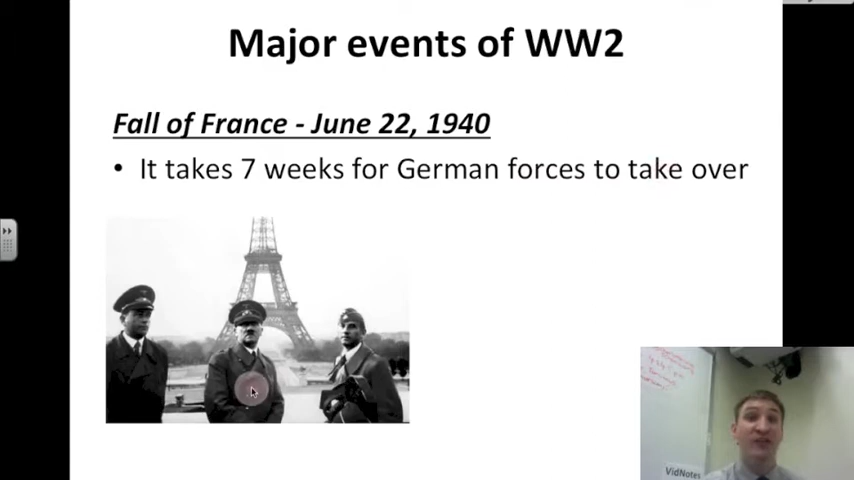 Major events of WW2
Fall of France - June 22, 1940
• It takes 7 weeks for German forces to take over
VidNotes